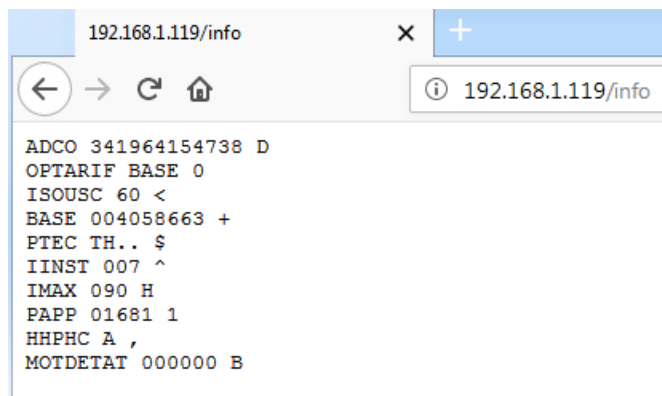 192.168.1.119/info
192.168.1.119/info
ADCO 341964154738 D
OPTARIF BASE 0
ISOUSC 60 <
BASE 004058663 +
PTEC TH.. $
IINST 007 ^
IMAX 090 H
PAPP 01681 1
HHPHC A ,
MOTDETAT 000000 B